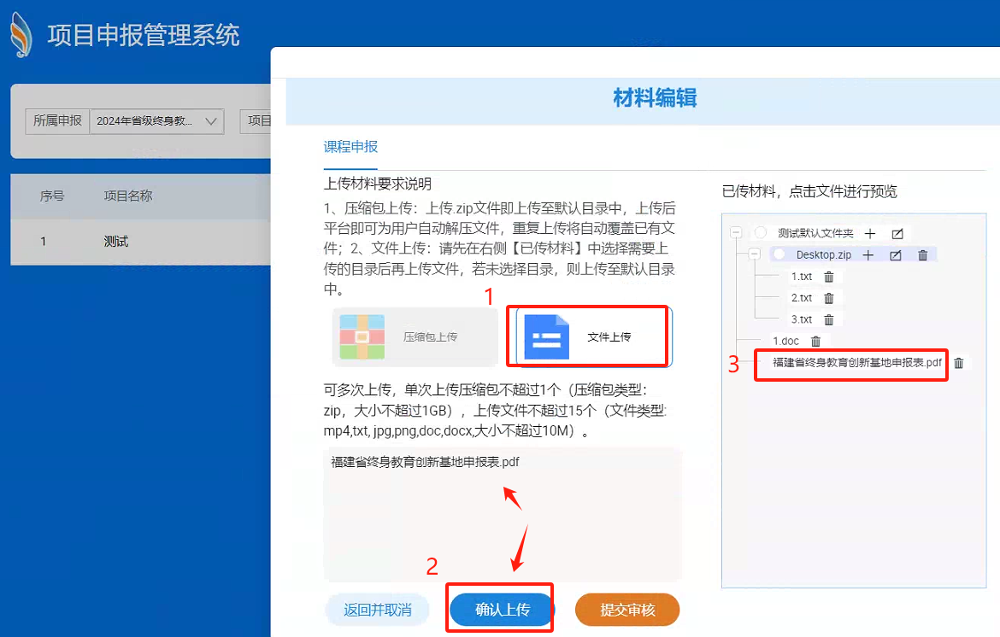 项目申报管理系统
所属申报 2024年省级终身教... 项目
序号 项目名称
1 测试
材料编辑
课程申报
上传材料要求说明
1、压缩包上传：上传.zip文件即上传至默认目录中，上传后
平台即可为用户自动解压文件，重复上传将自动覆盖已有文
件；2、文件上传：请先在右侧【已传材料】中选择需要上
传的目录后再上传文件，若未选择目录，则上传至默认目录
中。
1
压缩包上传 文件上传
可多次上传，单次上传压缩包不超过1个（压缩包类型：
zip，大小不超过1GB），上传文件不超过15个（文件类型:
mp4,txt, jpg,png,doc,docx,大小不超过10M）。
福建省终身教育创新基地申报表.pdf
2
返回并取消 确认上传 提交审核
已传材料，点击文件进行预览
测试默认文件夹
Desktop.zip
1.txt
2.txt
3.txt
1.doc
3 福建省终身教育创新基地申报表.pdf